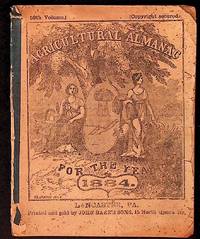 59th Volume.] [Copyright secured.
AGRICULTURAL ALMANAC
FOR THE YEAR
1884.
LANCASTER, PA.
Printed and sold by JOHN BAER'S SONS, 15 North Queen St.